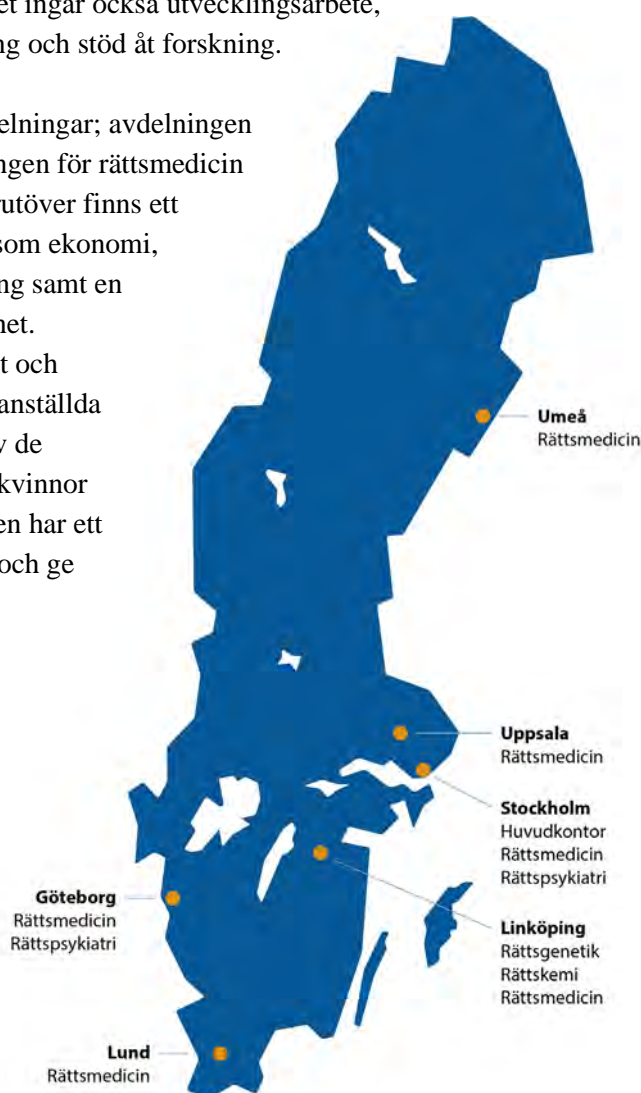 et ingår också utvecklingsarbete,
ng och stöd åt forskning.
elningar; avdelningen
ngen för rättsmedicin
rutöver finns ett
som ekonomi,
ng samt en
net.
t och
anställda
v de
kvinnor
en har ett
och ge
Umeå
Rättsmedicin
Uppsala
Rättsmedicin
Stockholm
Huvudkontor
Rättsmedicin
Rättspsykiatri
Göteborg
Rättsmedicin
Rättspsykiatri
Linköping
Rättsgenetik
Rättskemi
Rättsmedicin
Lund
Rättsmedicin